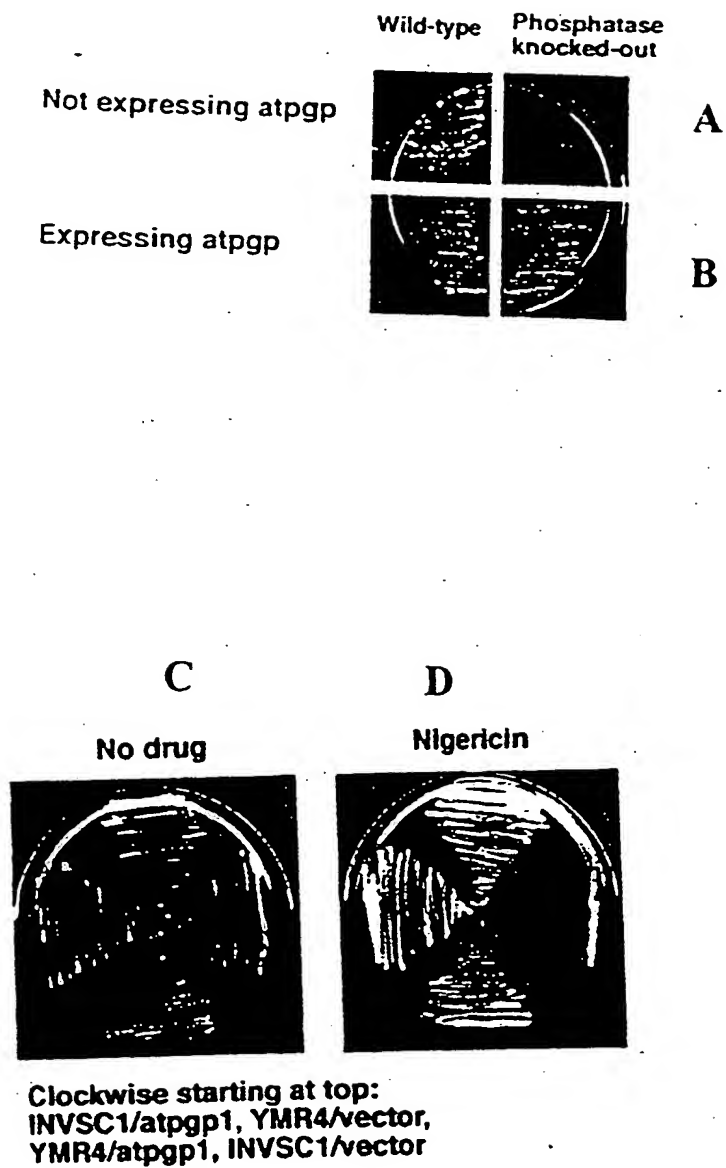 Wild-type Phosphatase
knocked-out
Not expressing atpgp
A
Expressing atpgp
B
C D
No drug Nigericin
Clockwise starting at top:
INVSC1/atpgp1, YMR4/vector,
YMR4/atpgp1, INVSC1/vector